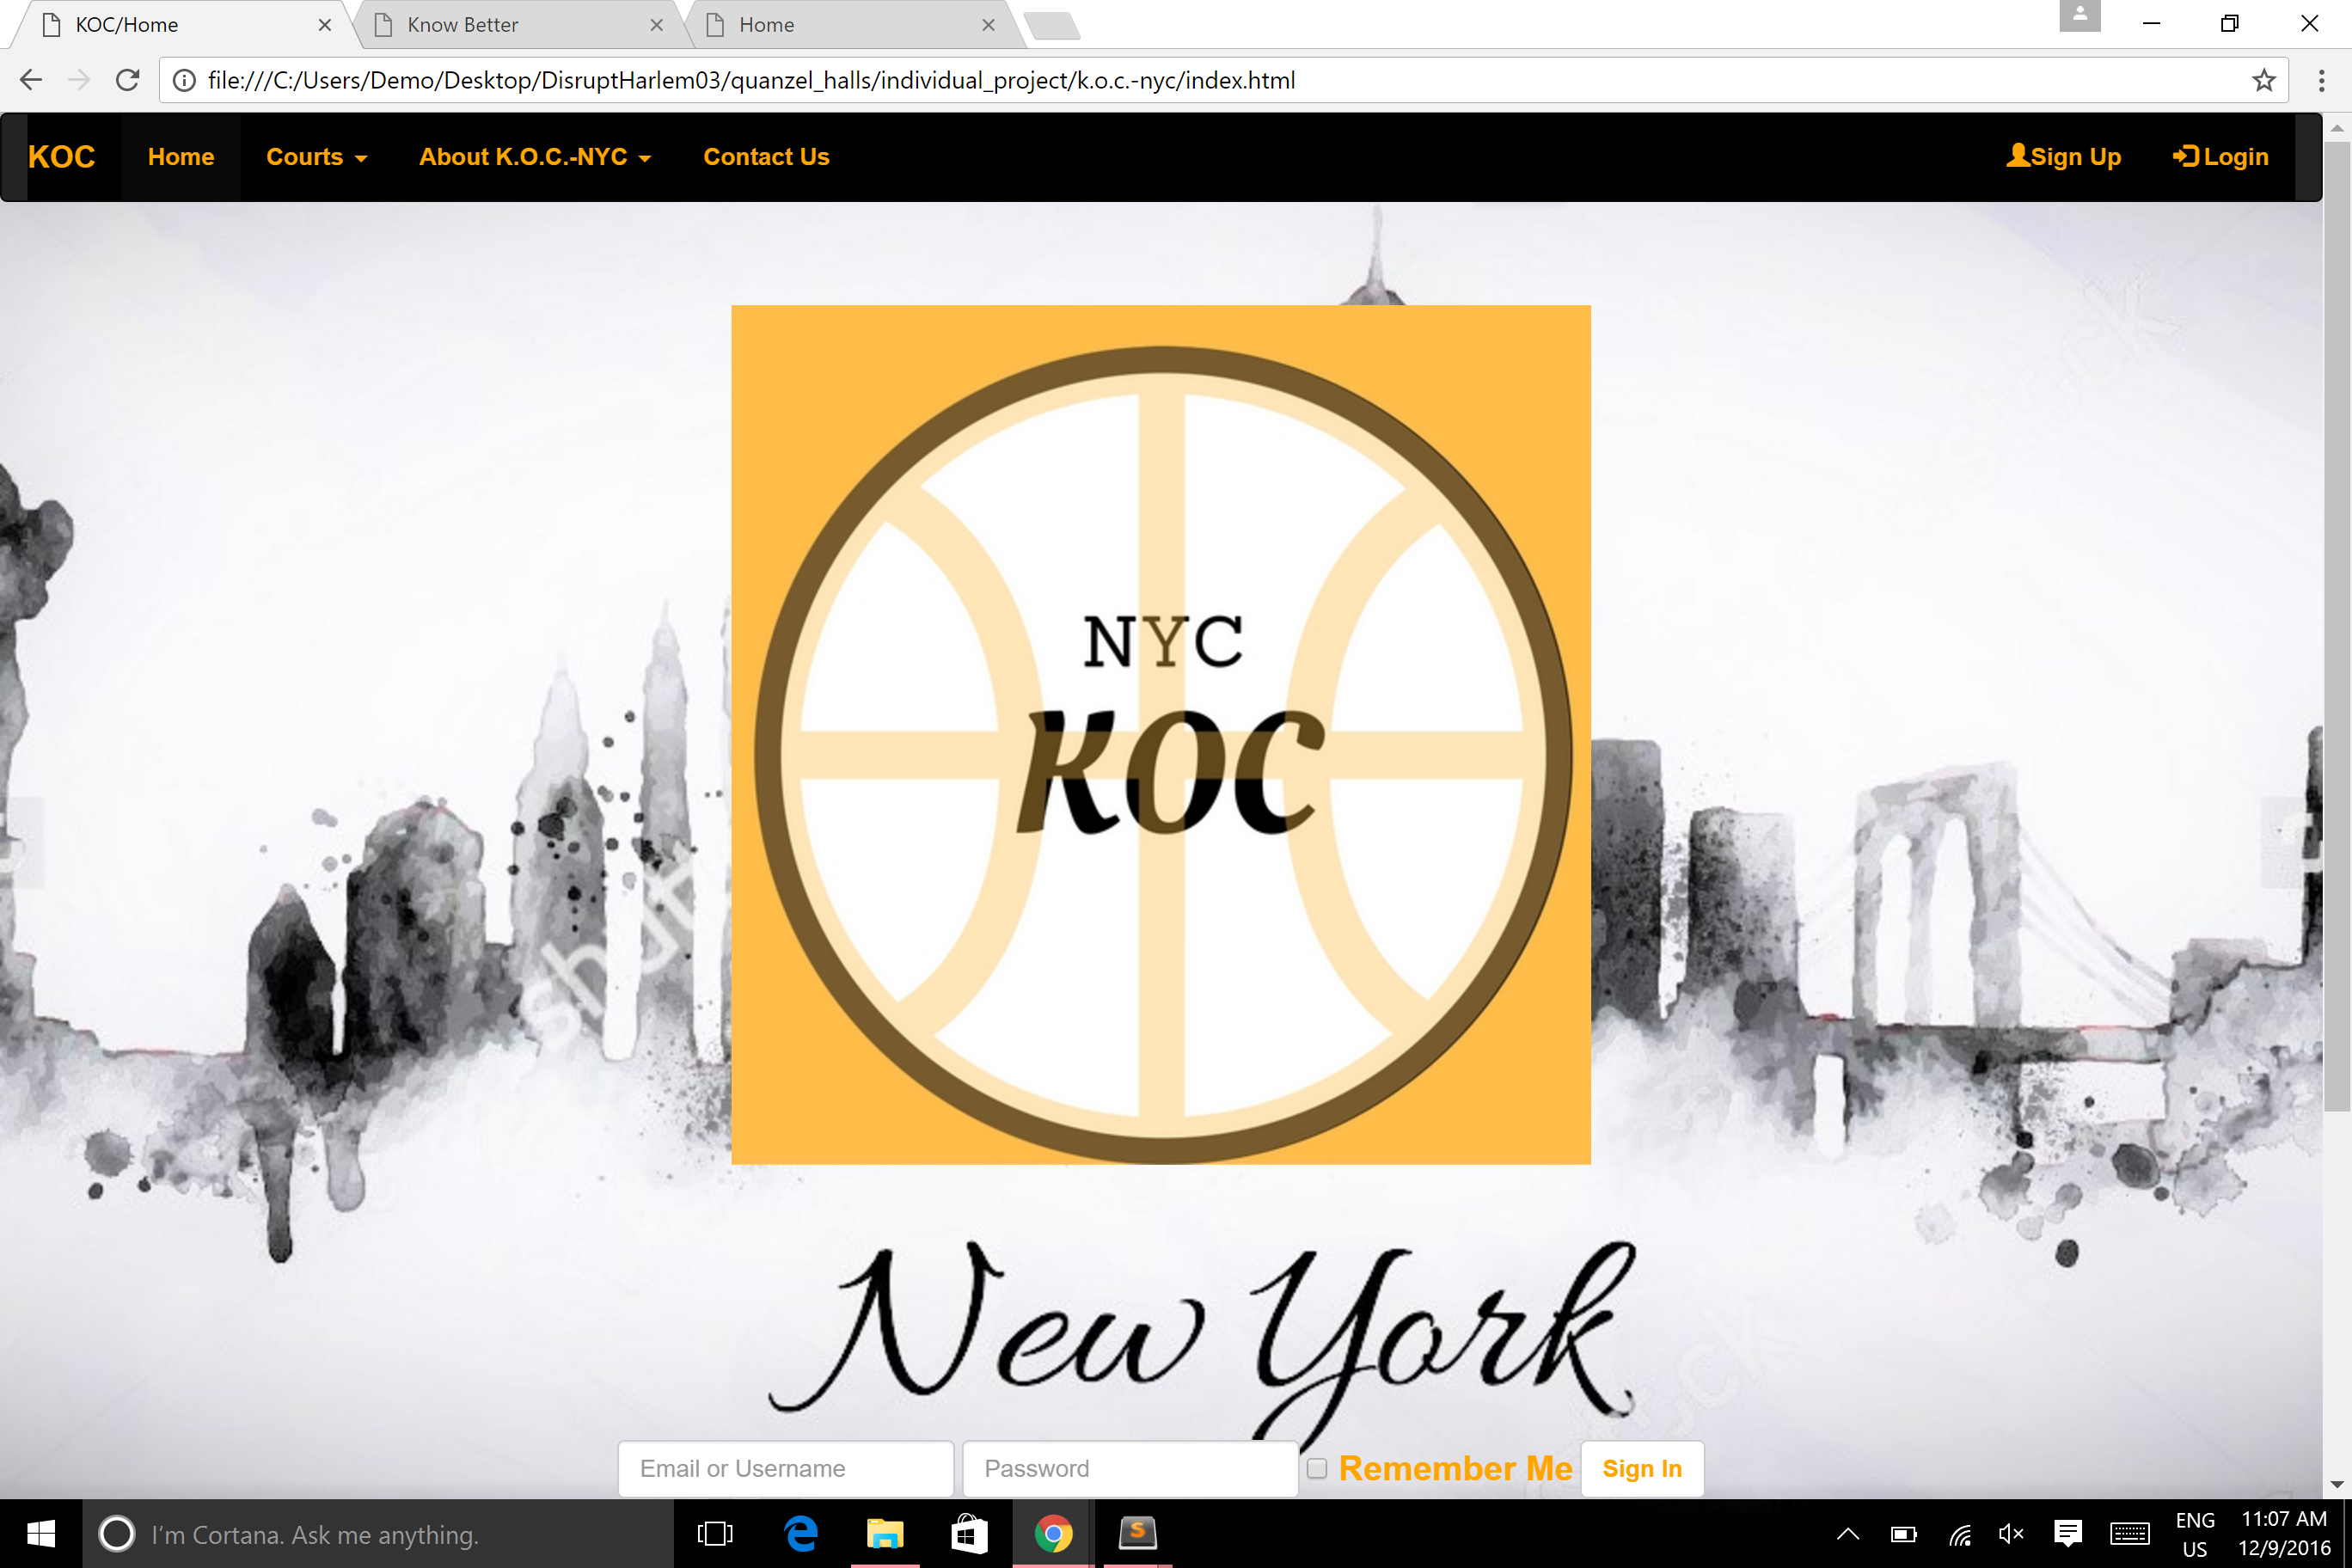 KOC/Home
Know Better
Home
file:///C:/Users/Demo/Desktop/DisruptHarlem03/quanzel_halls/individual_project/k.o.c.-nyc/index.html
KOC Home Courts About K.O.C.-NYC Contact Us Sign Up Login
NYC
KOC
shutt
New York
Email or Username Password Remember Me Sign In
I'm Cortana. Ask me anything.
ENG
US
11:07 AM
12/9/2016